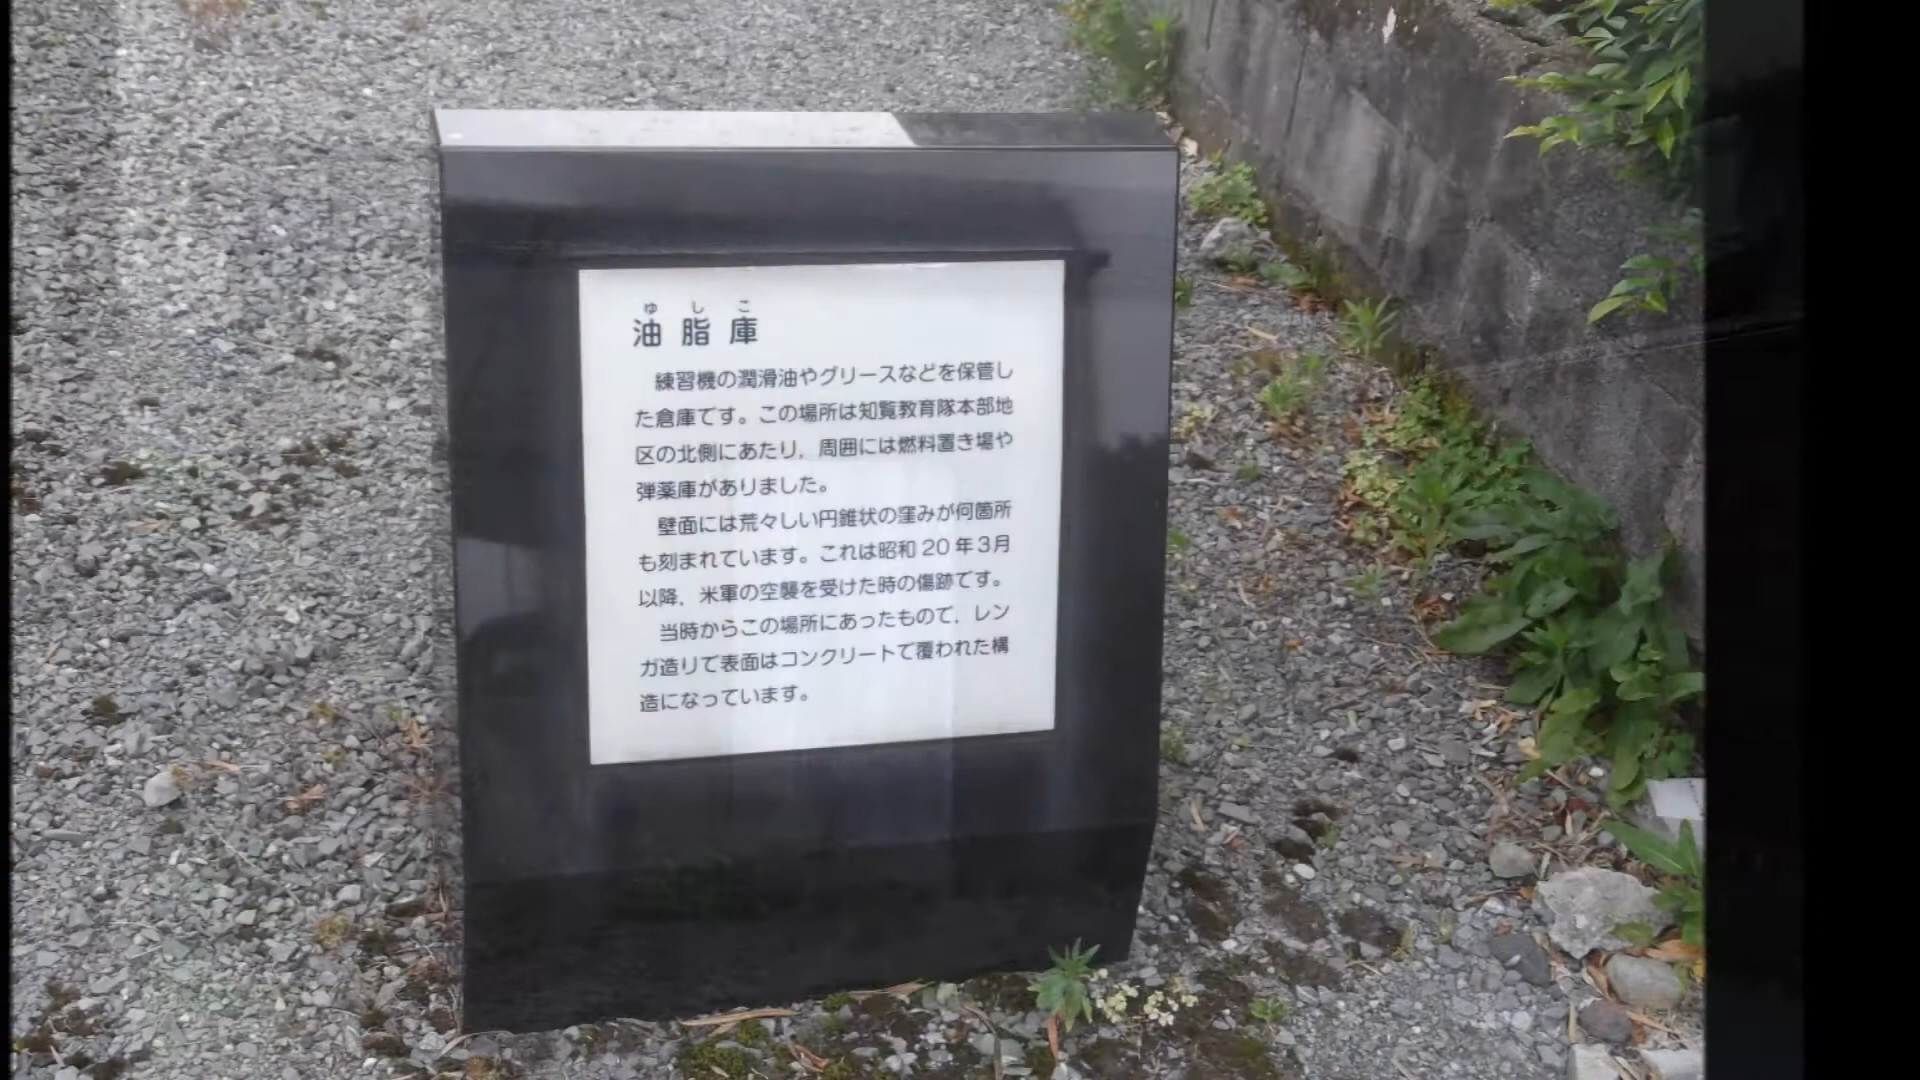 ゆしこ
油脂庫
練習機の潤滑油やグリースなどを保管し
た倉庫です。この場所は知覧教育隊本部地
区の北側にあたり，周囲には燃料置き場や
弾薬庫がありました。
壁面には荒々しい円錐状の窪みが何箇所
も刻まれています。これは昭和20年3月
以降，米軍の空襲を受けた時の傷跡です。
当時からこの場所にあったもので，レン
ガ造りで表面はコンクリートで覆われた構
造になっています。